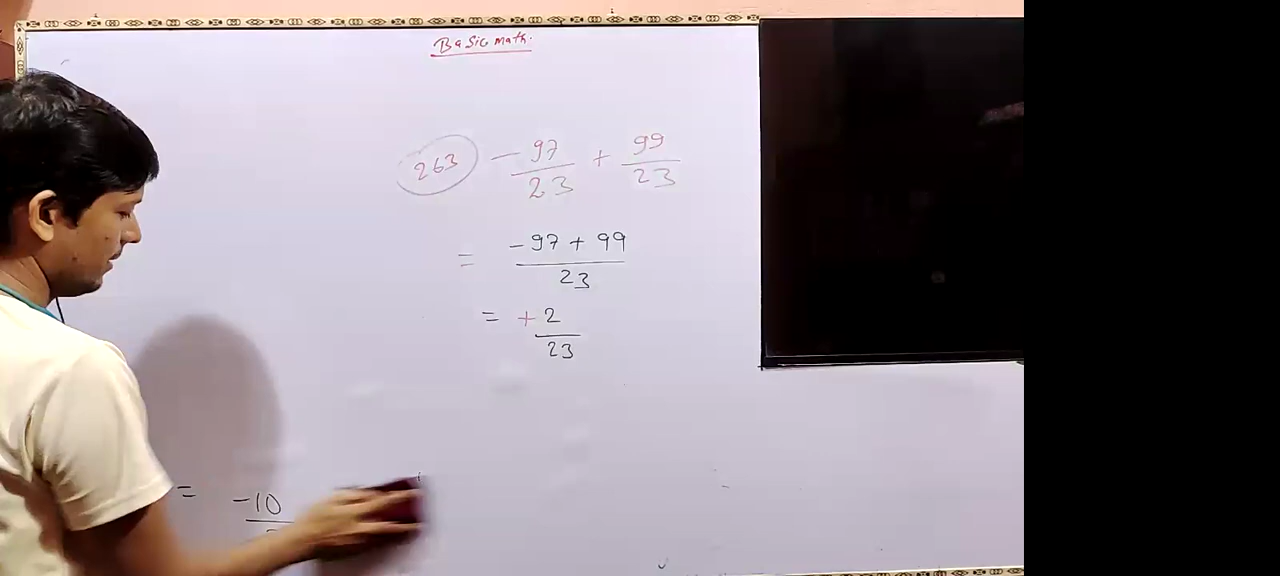 Basic math.
263 - 97/23 + 99/23
= -97 + 99/23
= + 2/23
= -10